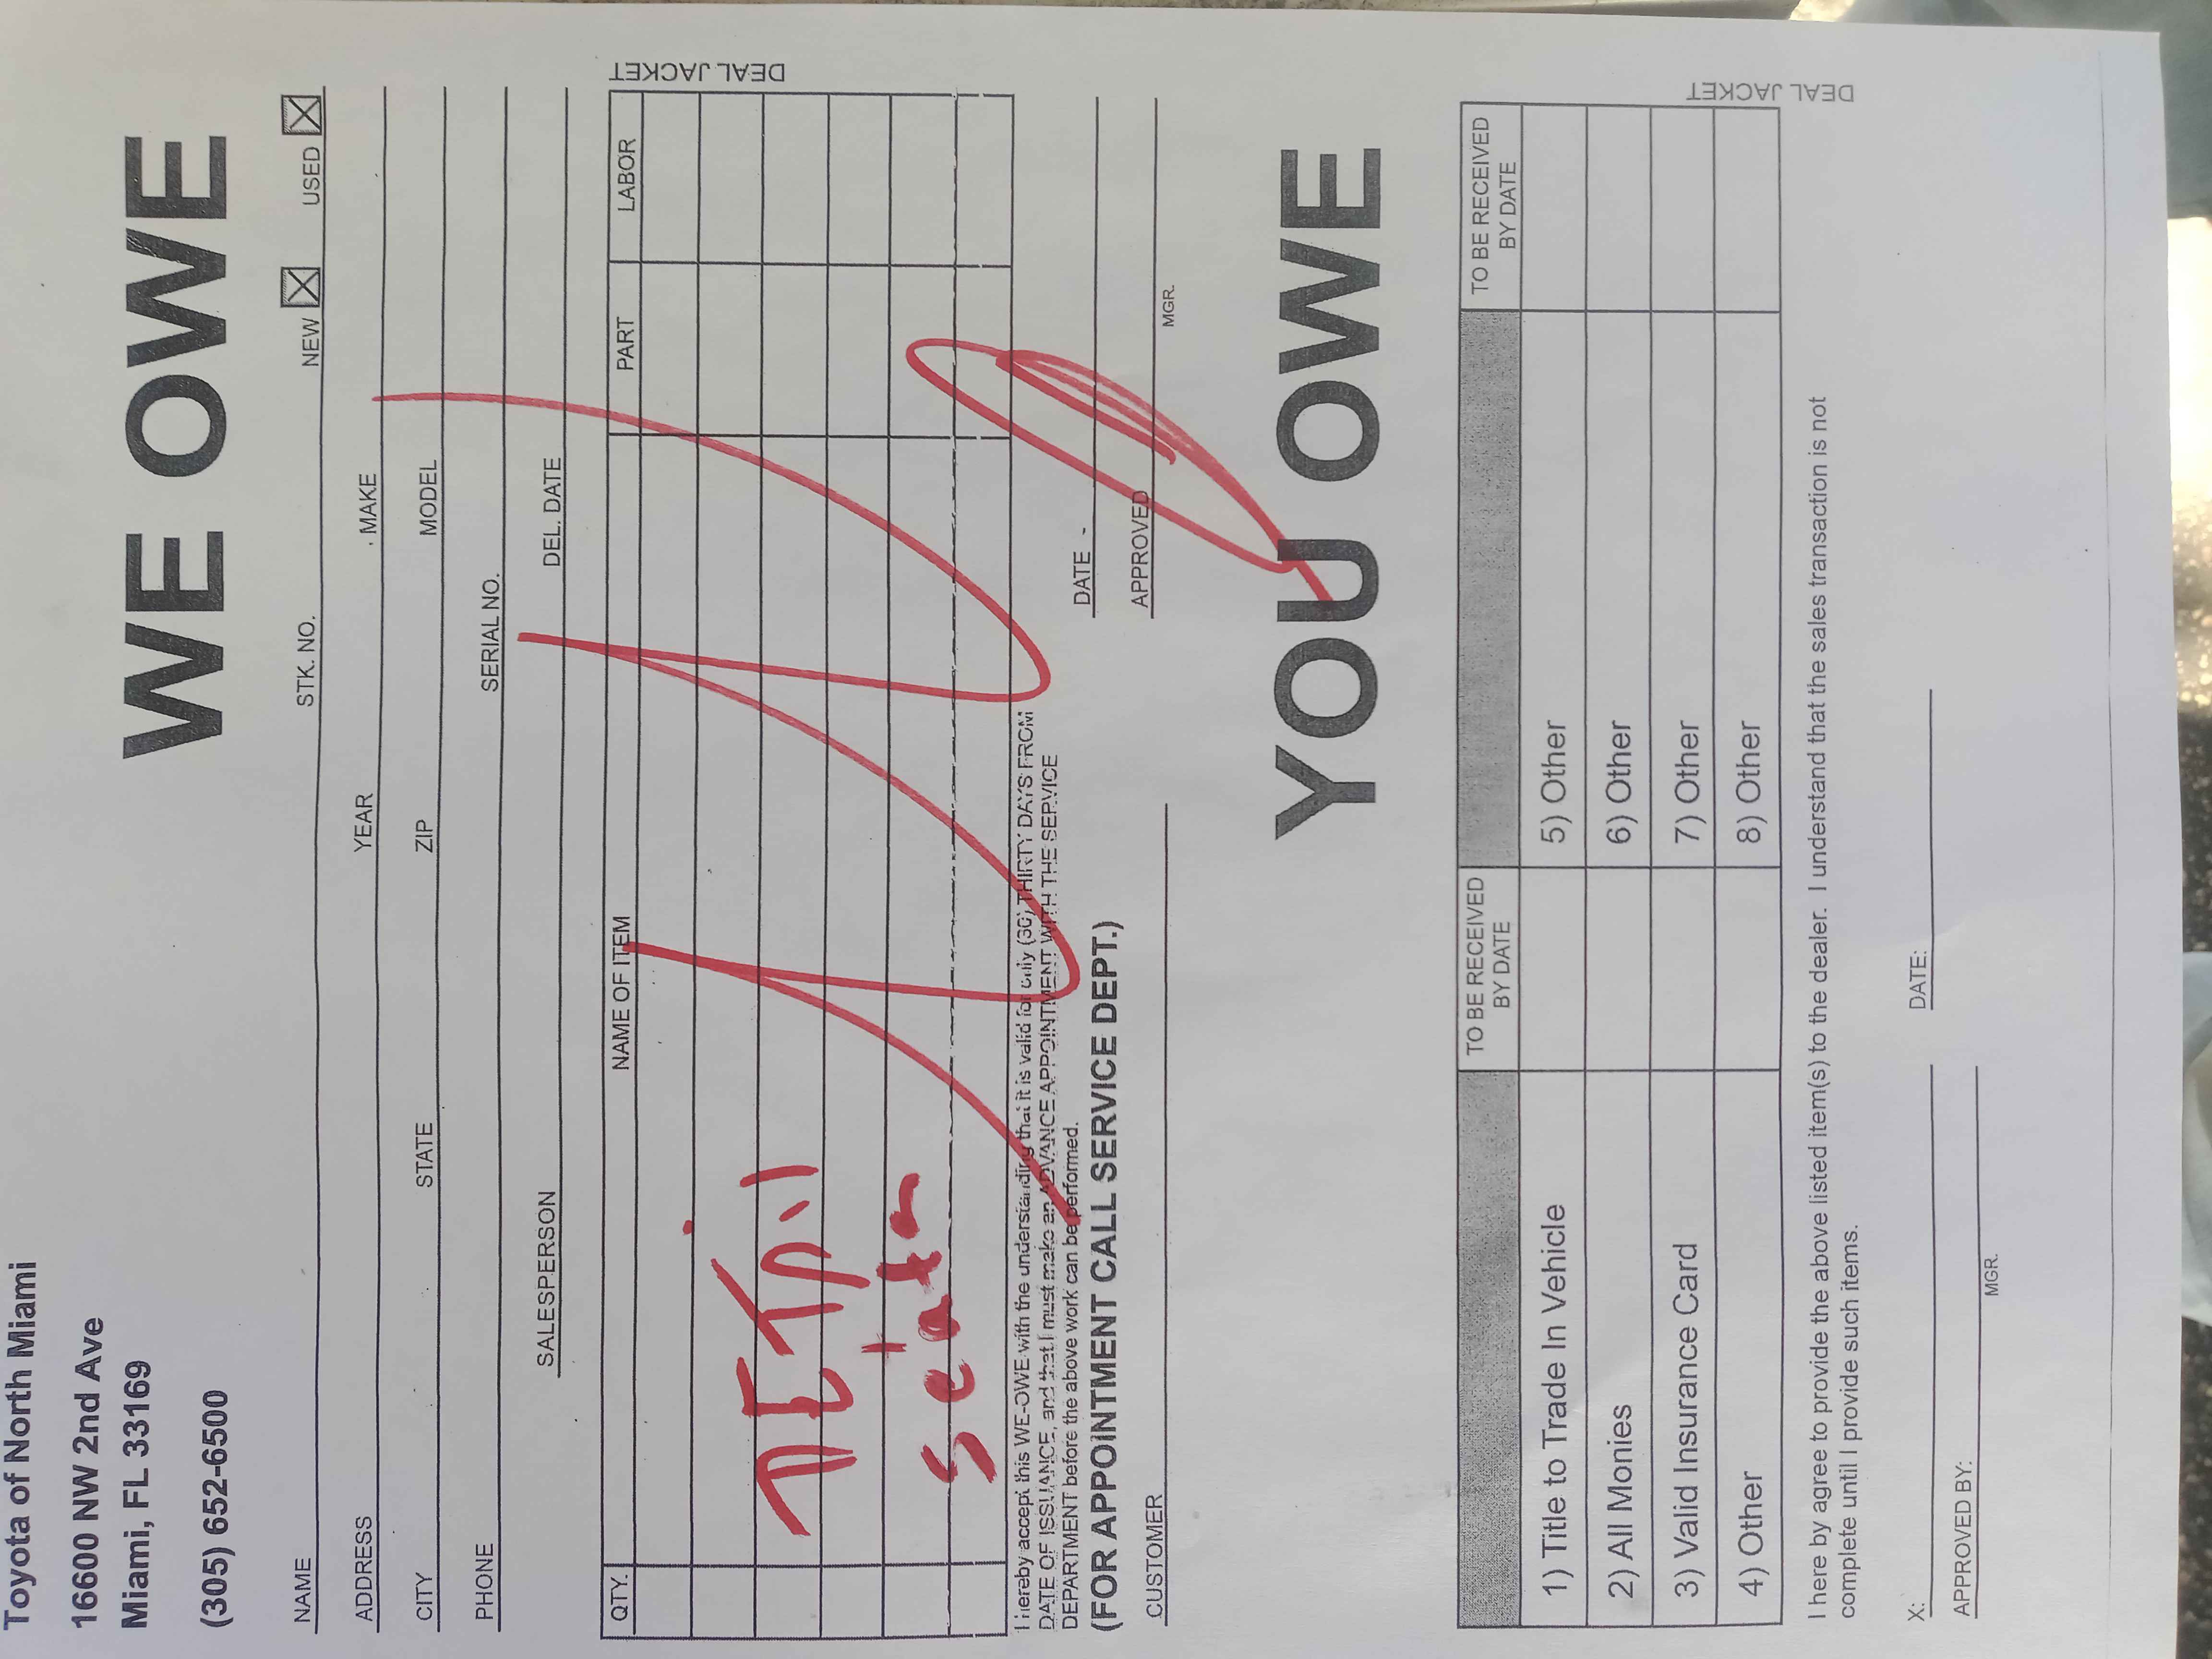 Toyota of North Miami
16600 NW 2nd Ave
Miami, FL 33169
(305) 652-6500
WE OWE
NAME STK. NO. NEW USED
ADDRESS YEAR MAKE
CITY STATE ZIP MODEL
PHONE SERIAL NO.
SALESPERSON DEL. DATE
QTY. NAME OF ITEM PART LABOR
DEAL JACKET
DETAil
Seats
I hereby accept this WE-OWE with the understanding that it is valid for only (30) THIRTY DAYS FROM
DATE OF ISSUANCE, and that I must make an ADVANCE APPOINTMENT WITH THE SERVICE
DEPARTMENT before the above work can be performed.
(FOR APPOINTMENT CALL SERVICE DEPT.)
DATE
CUSTOMER APPROVED
MGR.
YOU OWE
TO BE RECEIVED BY DATE TO BE RECEIVED BY DATE
1) Title to Trade In Vehicle 5) Other
2) All Monies 6) Other
3) Valid Insurance Card 7) Other
4) Other 8) Other
DEAL JACKET
I here by agree to provide the above listed item(s) to the dealer. I understand that the sales transaction is not
complete until I provide such items.
X: DATE:
APPROVED BY:
MGR.